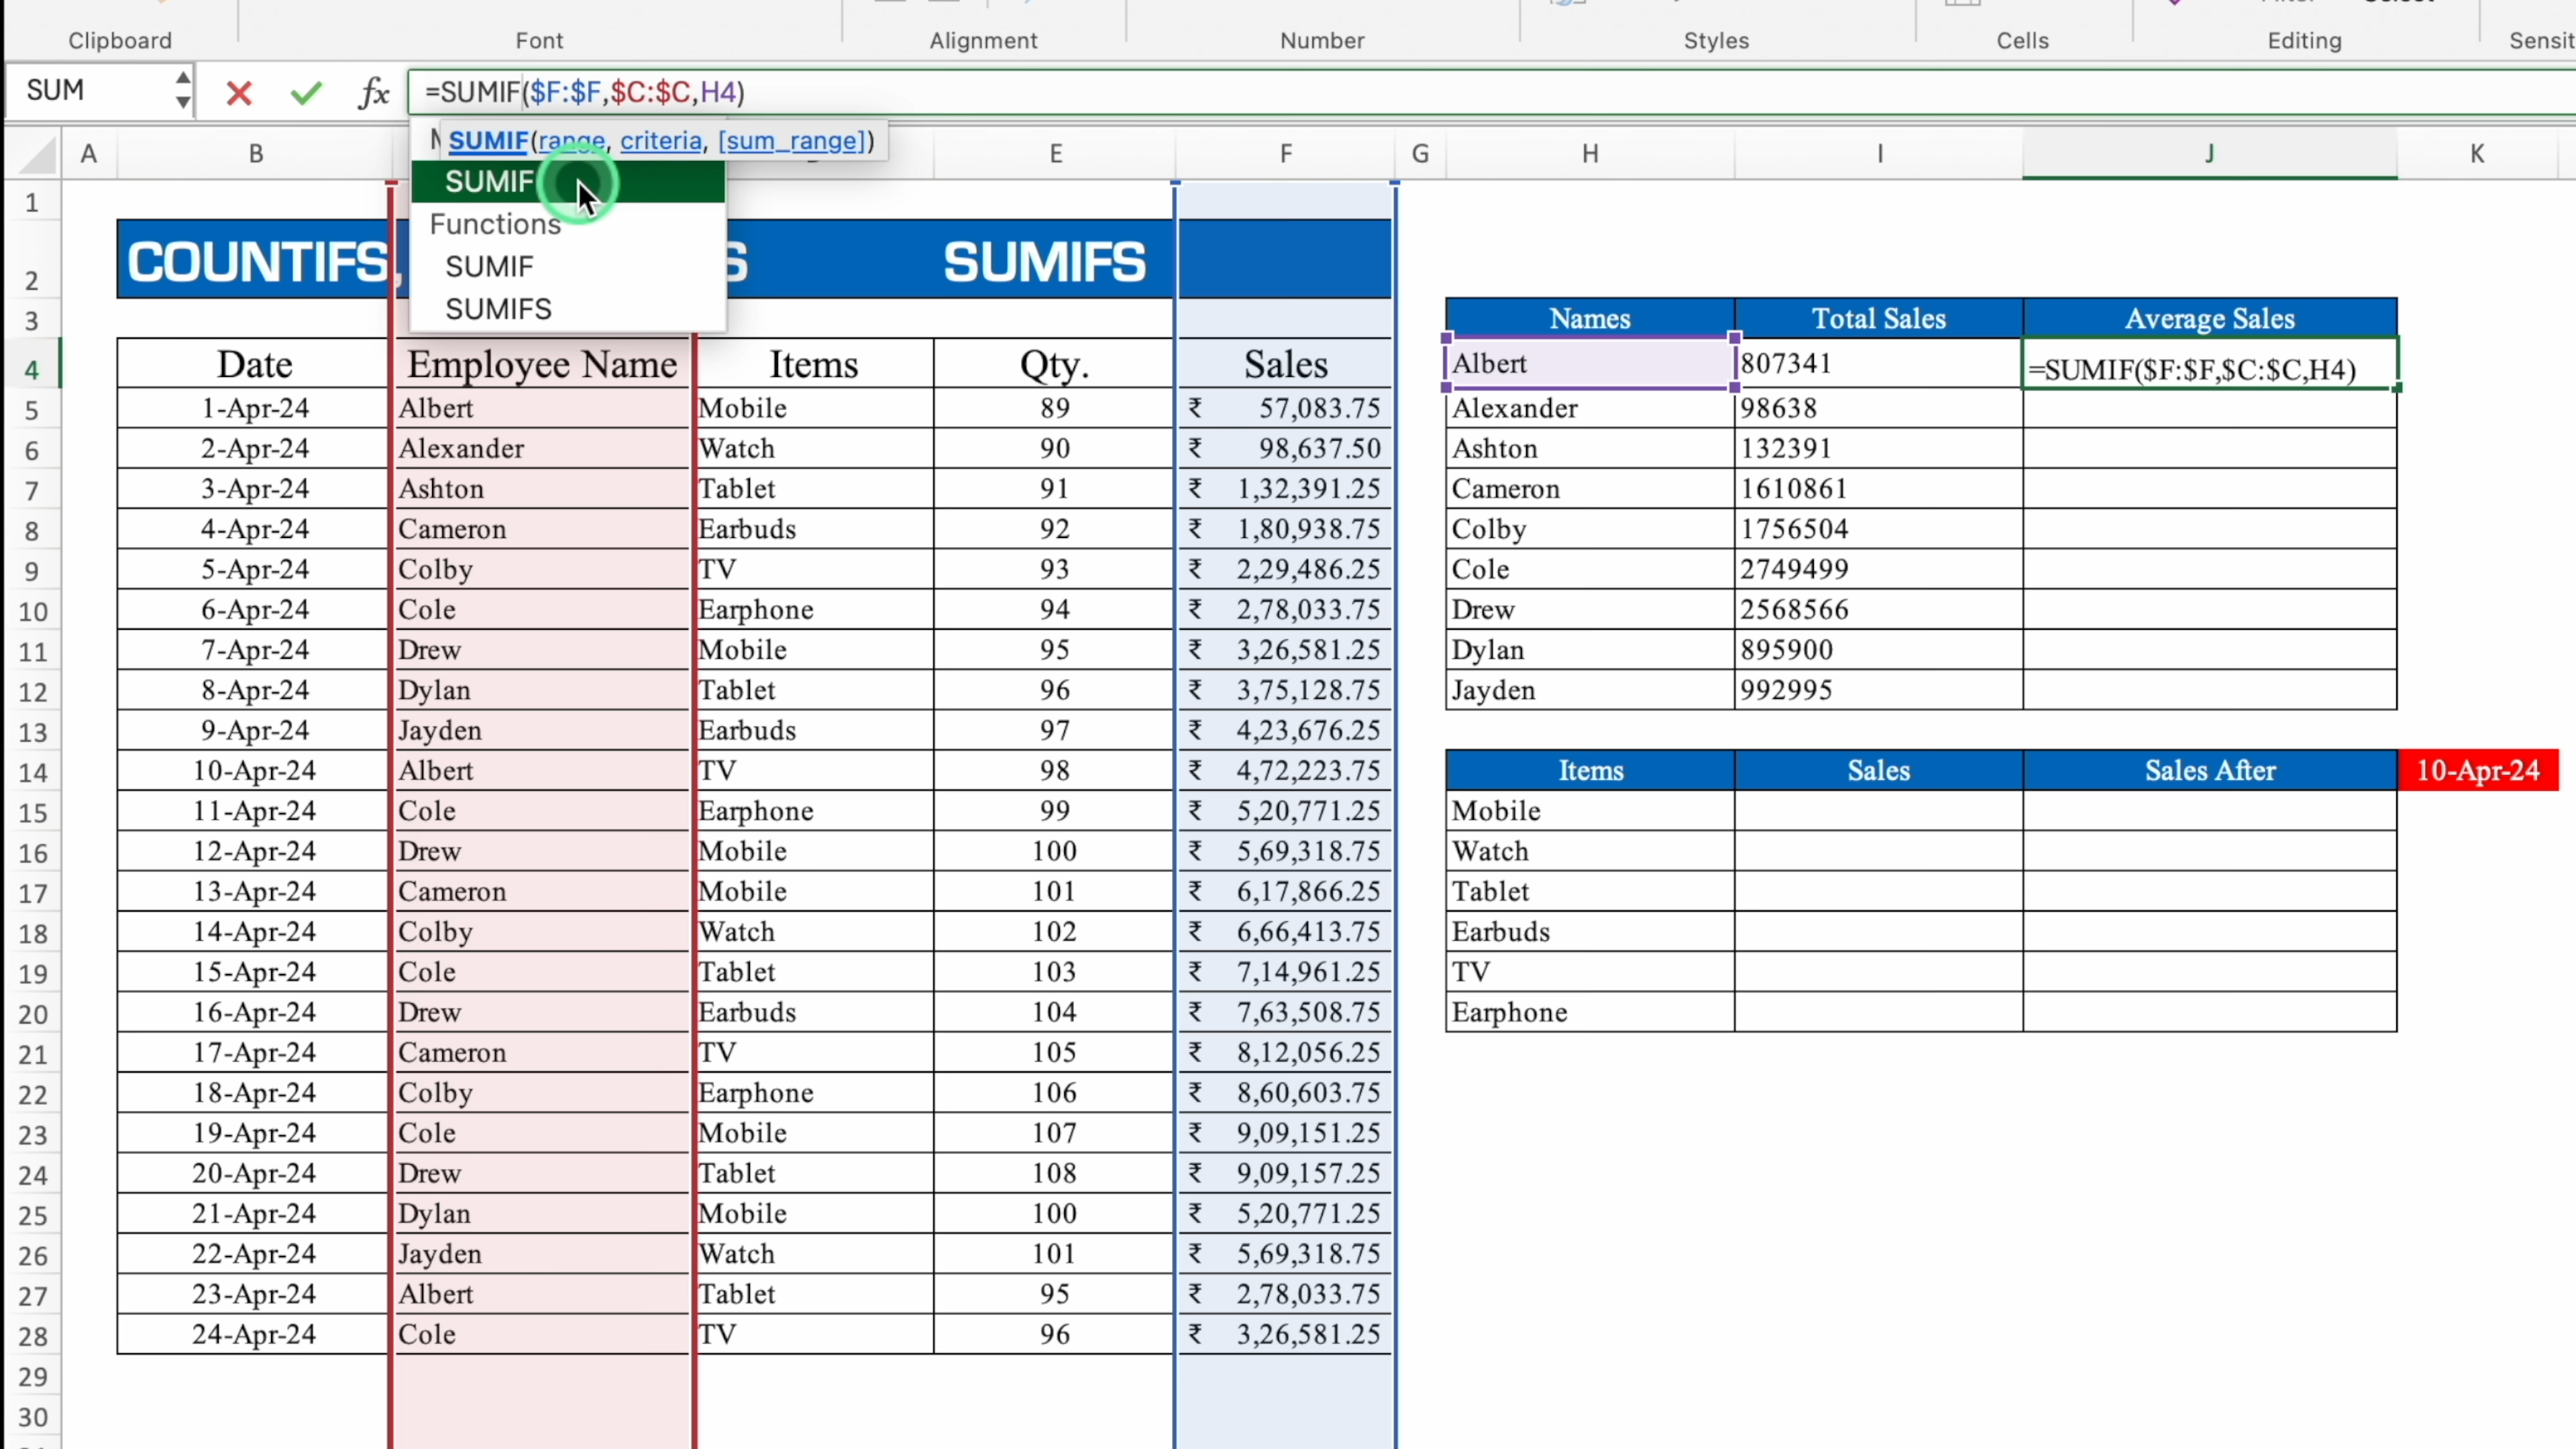 Clipboard Font Alignment Number Styles Cells Editing Sensit
SUM fx =SUMIF($F:$F,$C:$C,H4)
SUMIF(range, criteria, [sum_range])
A B E F G H I J K
SUMIF
Functions
SUMIF
SUMIFS
1
2 COUNTIFS, S SUMIFS
3 Names Total Sales Average Sales
4 Date Employee Name Items Qty. Sales Albert 807341 =SUMIF($F:$F,$C:$C,H4)
5 1-Apr-24 Albert Mobile 89 ₹ 57,083.75 Alexander 98638
6 2-Apr-24 Alexander Watch 90 ₹ 98,637.50 Ashton 132391
7 3-Apr-24 Ashton Tablet 91 ₹ 1,32,391.25 Cameron 1610861
8 4-Apr-24 Cameron Earbuds 92 ₹ 1,80,938.75 Colby 1756504
9 5-Apr-24 Colby TV 93 ₹ 2,29,486.25 Cole 2749499
10 6-Apr-24 Cole Earphone 94 ₹ 2,78,033.75 Drew 2568566
11 7-Apr-24 Drew Mobile 95 ₹ 3,26,581.25 Dylan 895900
12 8-Apr-24 Dylan Tablet 96 ₹ 3,75,128.75 Jayden 992995
13 9-Apr-24 Jayden Earbuds 97 ₹ 4,23,676.25
14 10-Apr-24 Albert TV 98 ₹ 4,72,223.75 Items Sales Sales After 10-Apr-24
15 11-Apr-24 Cole Earphone 99 ₹ 5,20,771.25 Mobile
16 12-Apr-24 Drew Mobile 100 ₹ 5,69,318.75 Watch
17 13-Apr-24 Cameron Mobile 101 ₹ 6,17,866.25 Tablet
18 14-Apr-24 Colby Watch 102 ₹ 6,66,413.75 Earbuds
19 15-Apr-24 Cole Tablet 103 ₹ 7,14,961.25 TV
20 16-Apr-24 Drew Earbuds 104 ₹ 7,63,508.75 Earphone
21 17-Apr-24 Cameron TV 105 ₹ 8,12,056.25
22 18-Apr-24 Colby Earphone 106 ₹ 8,60,603.75
23 19-Apr-24 Cole Mobile 107 ₹ 9,09,151.25
24 20-Apr-24 Drew Tablet 108 ₹ 9,09,157.25
25 21-Apr-24 Dylan Mobile 100 ₹ 5,20,771.25
26 22-Apr-24 Jayden Watch 101 ₹ 5,69,318.75
27 23-Apr-24 Albert Tablet 95 ₹ 2,78,033.75
28 24-Apr-24 Cole TV 96 ₹ 3,26,581.25
29
30